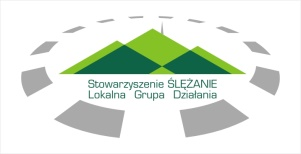 Stowarzyszenie ŚLĘŻANIE
Lokalna Grupa Działania